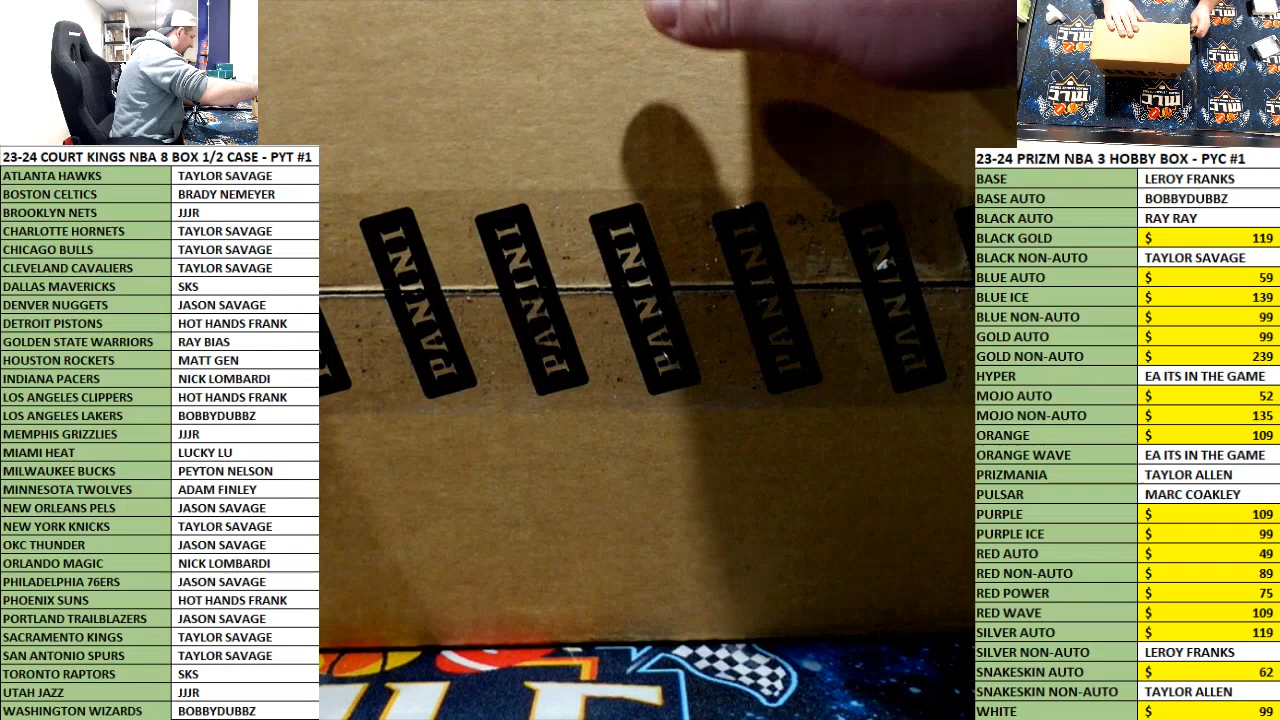 23-24 COURT KINGS NBA 8 BOX 1/2 CASE - PYT #1
ATLANTA HAWKS TAYLOR SAVAGE
BOSTON CELTICS BRADY NEMEYER
BROOKLYN NETS JJJR
CHARLOTTE HORNETS TAYLOR SAVAGE
CHICAGO BULLS TAYLOR SAVAGE
CLEVELAND CAVALIERS TAYLOR SAVAGE
DALLAS MAVERICKS SKS
DENVER NUGGETS JASON SAVAGE
DETROIT PISTONS HOT HANDS FRANK
GOLDEN STATE WARRIORS RAY BIAS
HOUSTON ROCKETS MATT GEN
INDIANA PACERS NICK LOMBARDI
LOS ANGELES CLIPPERS HOT HANDS FRANK
LOS ANGELES LAKERS BOBBYDUBBZ
MEMPHIS GRIZZLIES JJJR
MIAMI HEAT LUCKY LU
MILWAUKEE BUCKS PEYTON NELSON
MINNESOTA TWOLVES ADAM FINLEY
NEW ORLEANS PELS JASON SAVAGE
NEW YORK KNICKS TAYLOR SAVAGE
OKC THUNDER JASON SAVAGE
ORLANDO MAGIC NICK LOMBARDI
PHILADELPHIA 76ERS JASON SAVAGE
PHOENIX SUNS HOT HANDS FRANK
PORTLAND TRAILBLAZERS JASON SAVAGE
SACRAMENTO KINGS TAYLOR SAVAGE
SAN ANTONIO SPURS TAYLOR SAVAGE
TORONTO RAPTORS SKS
UTAH JAZZ JJJR
WASHINGTON WIZARDS BOBBYDUBBZ
PANINI
PANINI
PANINI
PANINI
PANINI
23-24 PRIZM NBA 3 HOBBY BOX - PYC #1
BASE LEROY FRANKS
BASE AUTO BOBBYDUBBZ
BLACK AUTO RAY RAY
BLACK GOLD $ 119
BLACK NON-AUTO TAYLOR SAVAGE
BLUE AUTO $ 59
BLUE ICE $ 139
BLUE NON-AUTO $ 99
GOLD AUTO $ 99
GOLD NON-AUTO $ 239
HYPER EA ITS IN THE GAME
MOJO AUTO $ 52
MOJO NON-AUTO $ 135
ORANGE $ 109
ORANGE WAVE EA ITS IN THE GAME
PRIZMANIA TAYLOR ALLEN
PULSAR MARC COAKLEY
PURPLE $ 109
PURPLE ICE $ 99
RED AUTO $ 49
RED NON-AUTO $ 89
RED POWER $ 75
RED WAVE $ 109
SILVER AUTO $ 119
SILVER NON-AUTO LEROY FRANKS
SNAKESKIN AUTO $ 62
SNAKESKIN NON-AUTO TAYLOR ALLEN
WHITE $ 99